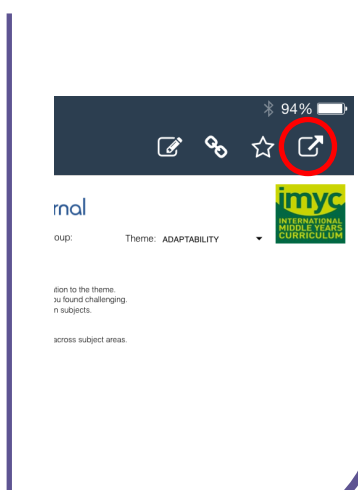 94%
rnal
imyc
INTERNATIONAL
MIDDLE YEARS
CURRICULUM
oup: Theme: ADAPTABILITY
ition to the theme.
ou found challenging.
n subjects.
across subject areas.